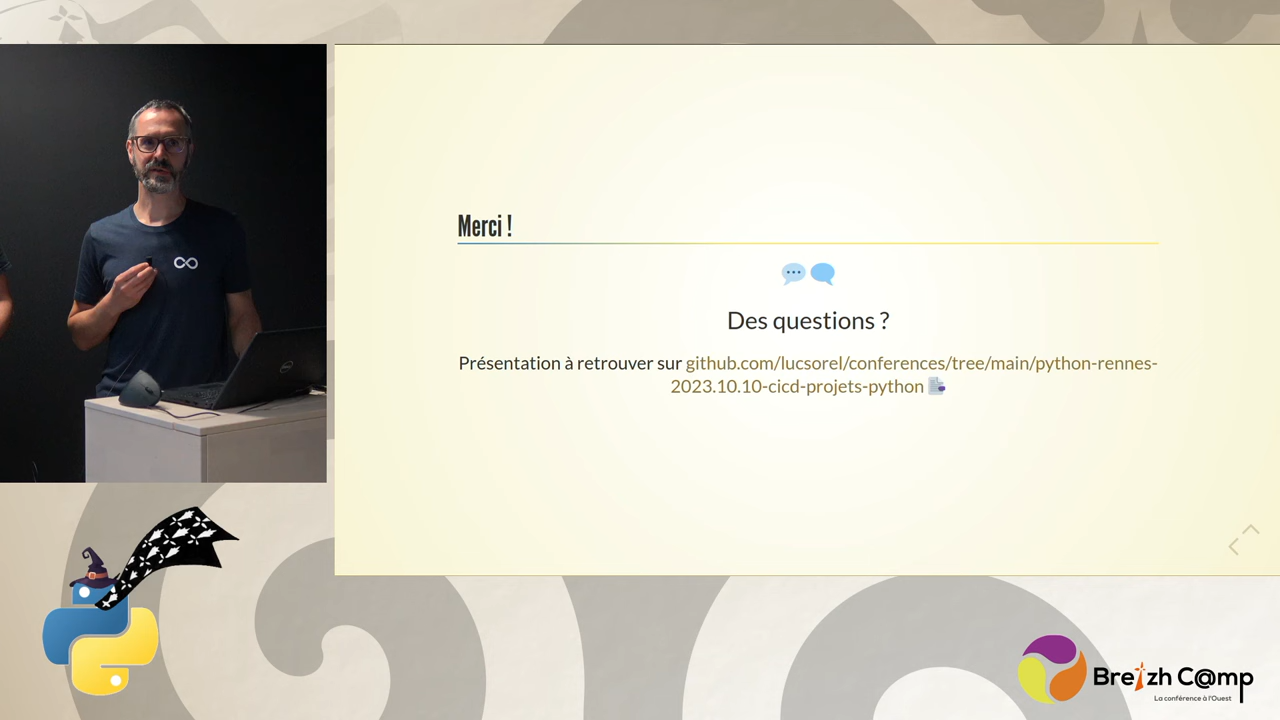 Merci !
Des questions ?
Présentation à retrouver sur github.com/lucsorel/conferences/tree/main/python-rennes-
2023.10.10-cicd-projets-python
Breizh C@mp
La conférence à l'Ouest